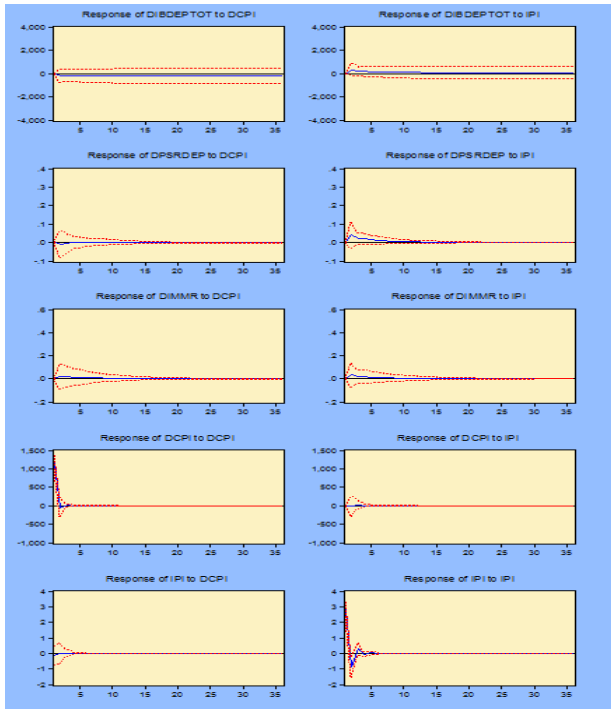 Response of DIBDEPTOT to DCPI
4,000
2,000
0
-2,000
-4,000
5 10 15 20 25 30 35
Response of DIBDEPTOT to IPI
4,000
2,000
0
-2,000
-4,000
5 10 15 20 25 30 35
Response of DPSRDEP to DCPI
.4
.3
.2
.1
.0
-.1
5 10 15 20 25 30 35
Response of DPSRDEP to IPI
.4
.3
.2
.1
.0
-.1
5 10 15 20 25 30 35
Response of DIMMR to DCPI
.6
.4
.2
.0
-.2
5 10 15 20 25 30 35
Response of DIMMR to IPI
.6
.4
.2
.0
-.2
5 10 15 20 25 30 35
Response of DCPI to DCPI
1,500
1,000
500
0
-500
-1,000
5 10 15 20 25 30 35
Response of DCPI to IPI
1,500
1,000
500
0
-500
-1,000
5 10 15 20 25 30 35
Response of IPI to DCPI
4
3
2
1
0
-1
-2
5 10 15 20 25 30 35
Response of IPI to IPI
4
3
2
1
0
-1
-2
5 10 15 20 25 30 35